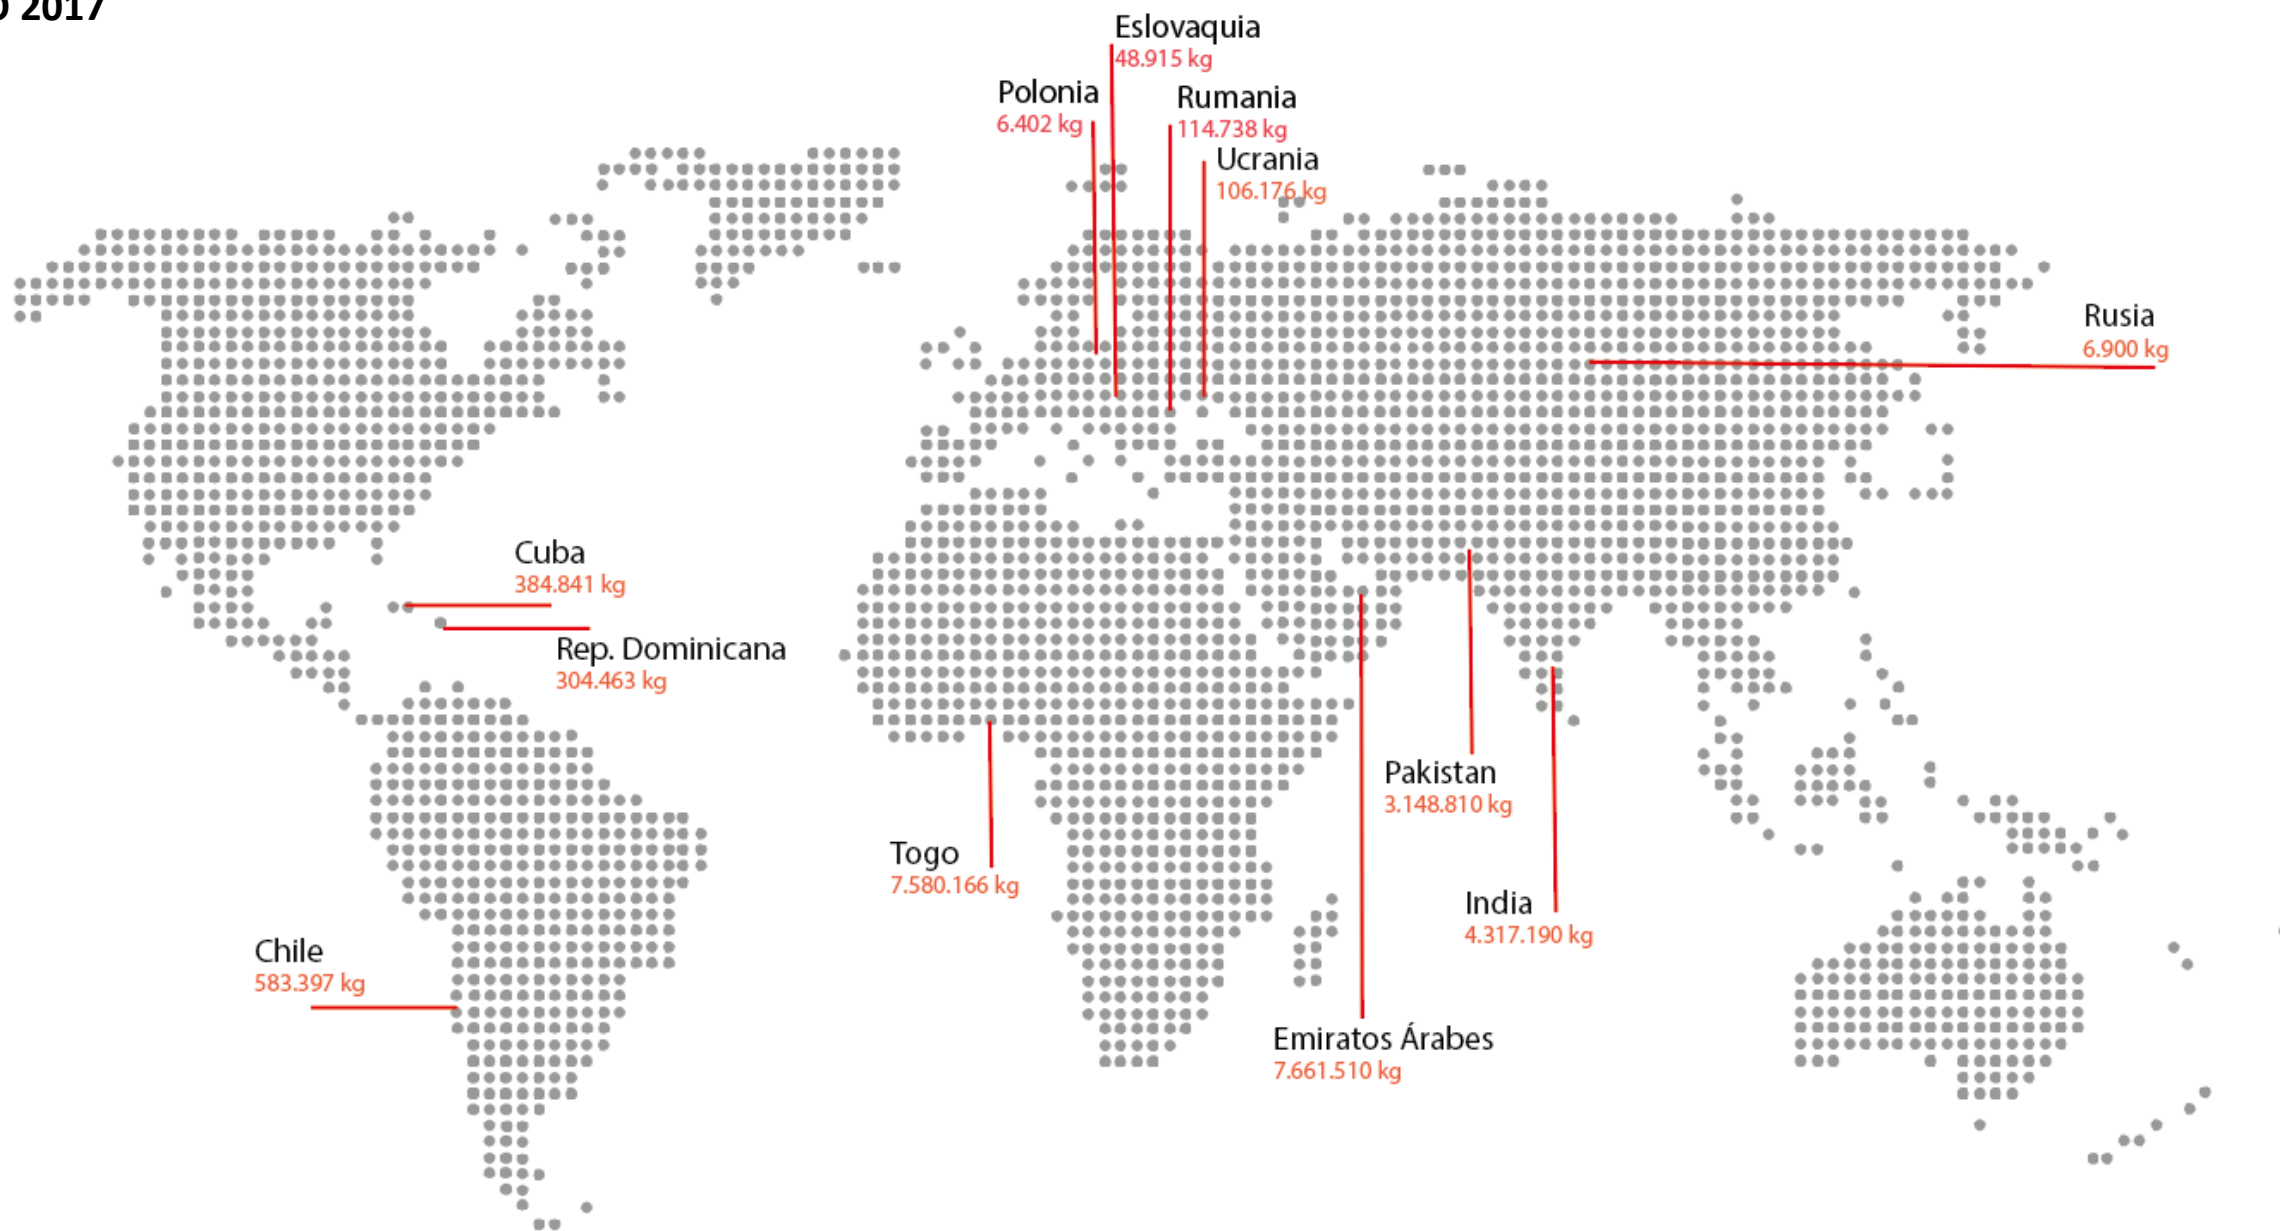 2017
Eslovaquia
48.915 kg
Polonia
6.402 kg
Rumania
114.738 kg
Ucrania
106.176 kg
Rusia
6.900 kg
Cuba
384.841 kg
Rep. Dominicana
304.463 kg
Pakistan
3.148.810 kg
Togo
7.580.166 kg
India
4.317.190 kg
Chile
583.397 kg
Emiratos Árabes
7.661.510 kg